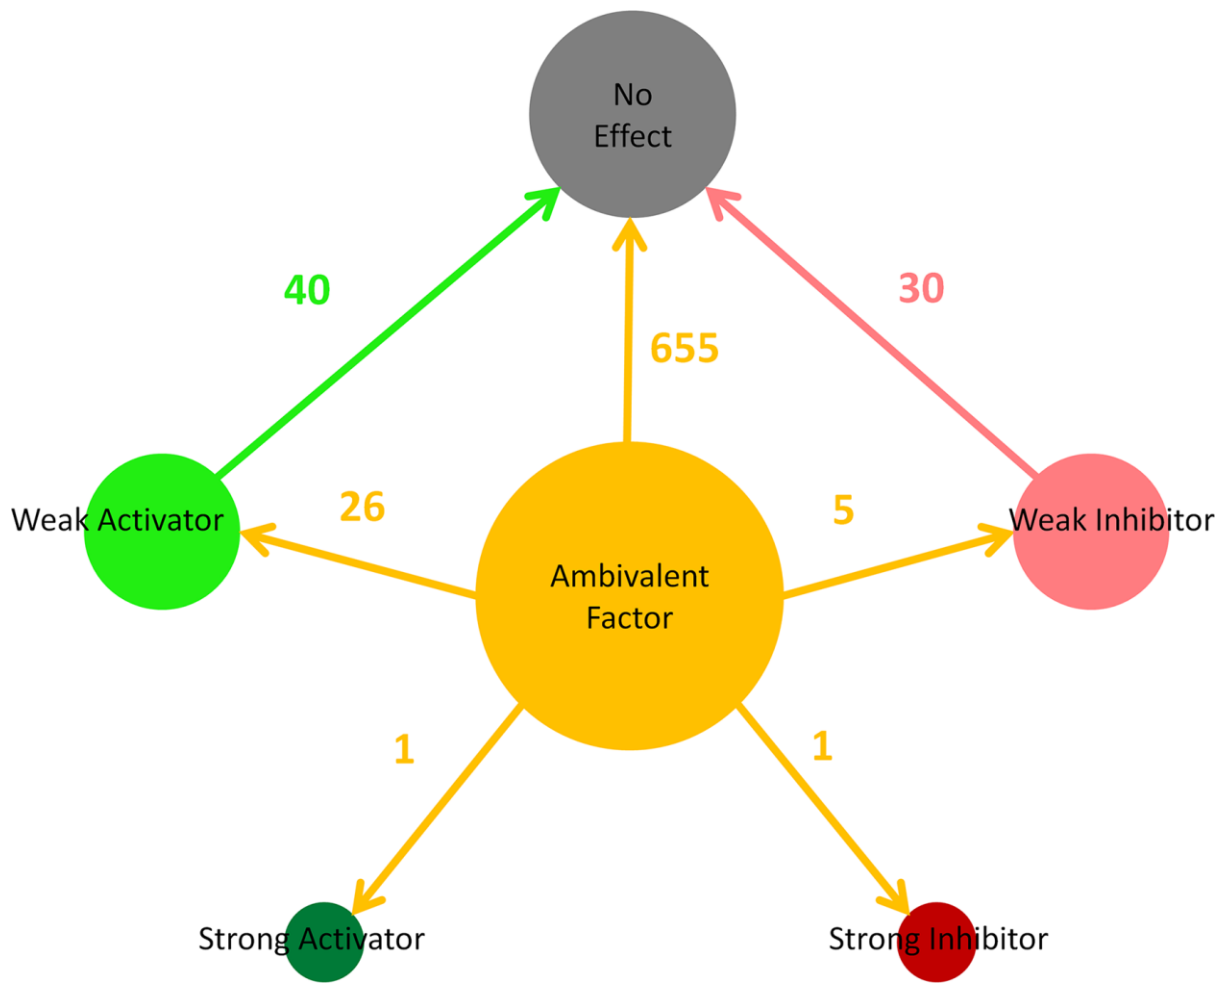 No
Effect
40
30
655
26
5
Weak Activator
Weak Inhibitor
Ambivalent
Factor
1
1
Strong Activator
Strong Inhibitor